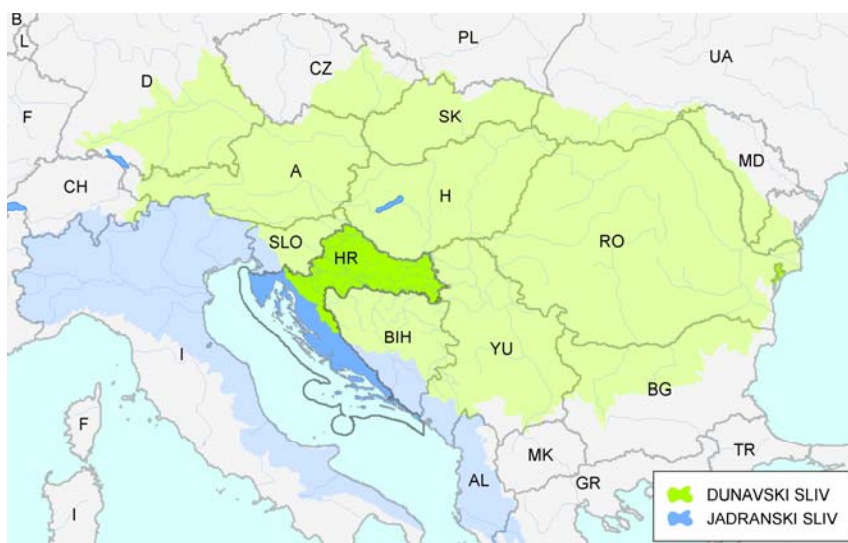 B
L
PL
UA
CZ
D
F
SK
MD
A
CH
H
RO
SLO
HR
BIH
YU
I
BG
F
MK
TR
AL
GR
I
DUNAVSKI SLIV
JADRANSKI SLIV